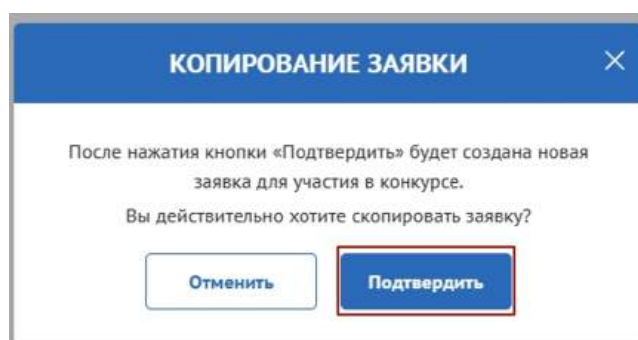 КОПИРОВАНИЕ ЗАЯВКИ
После нажатия кнопки «Подтвердить» будет создана новая
заявка для участия в конкурсе.
Вы действительно хотите скопировать заявку?
Отменить
Подтвердить